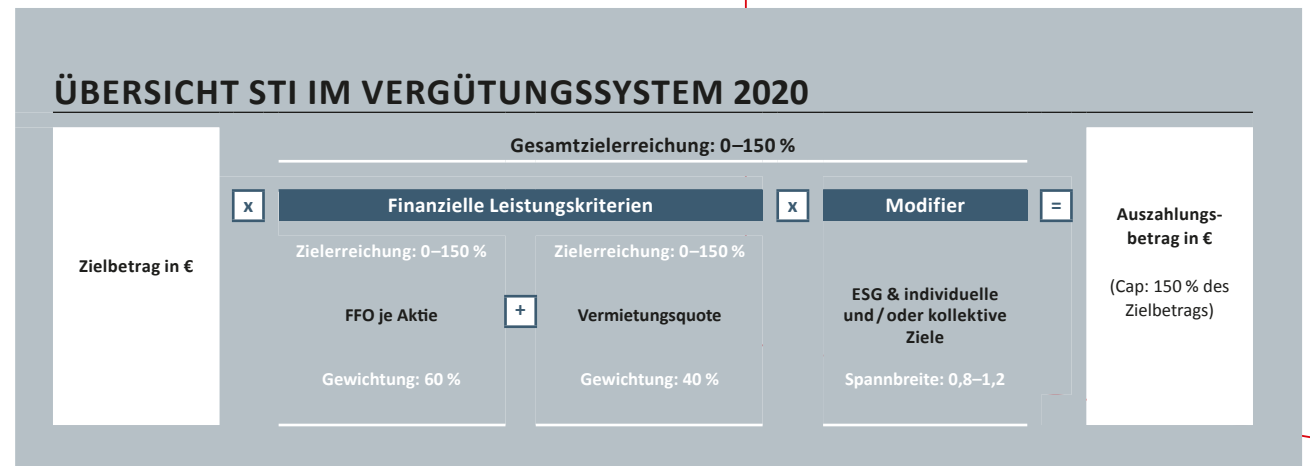 ÜBERSICHT STI IM VERGÜTUNGSSYSTEM 2020
Gesamtzielerreichung: 0–150 %
Zielbetrag in €
x
Finanzielle Leistungskriterien
Zielerreichung: 0–150 %
FFO je Aktie
Gewichtung: 60 %
+
Zielerreichung: 0–150 %
Vermietungsquote
Gewichtung: 40 %
x
Modifier
ESG & individuelle
und / oder kollektive
Ziele
Spannbreite: 0,8–1,2
=
Auszahlungs-
betrag in €
(Cap: 150 % des
Zielbetrags)